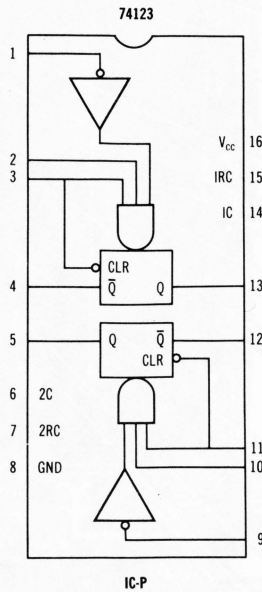 74123
1
V_CC 16
2
IRC 15
3
IC 14
CLR
4 Q̅ Q 13
5 Q Q̅ 12
CLR
6 2C
7 2RC
11
8 GND 10
9
IC-P